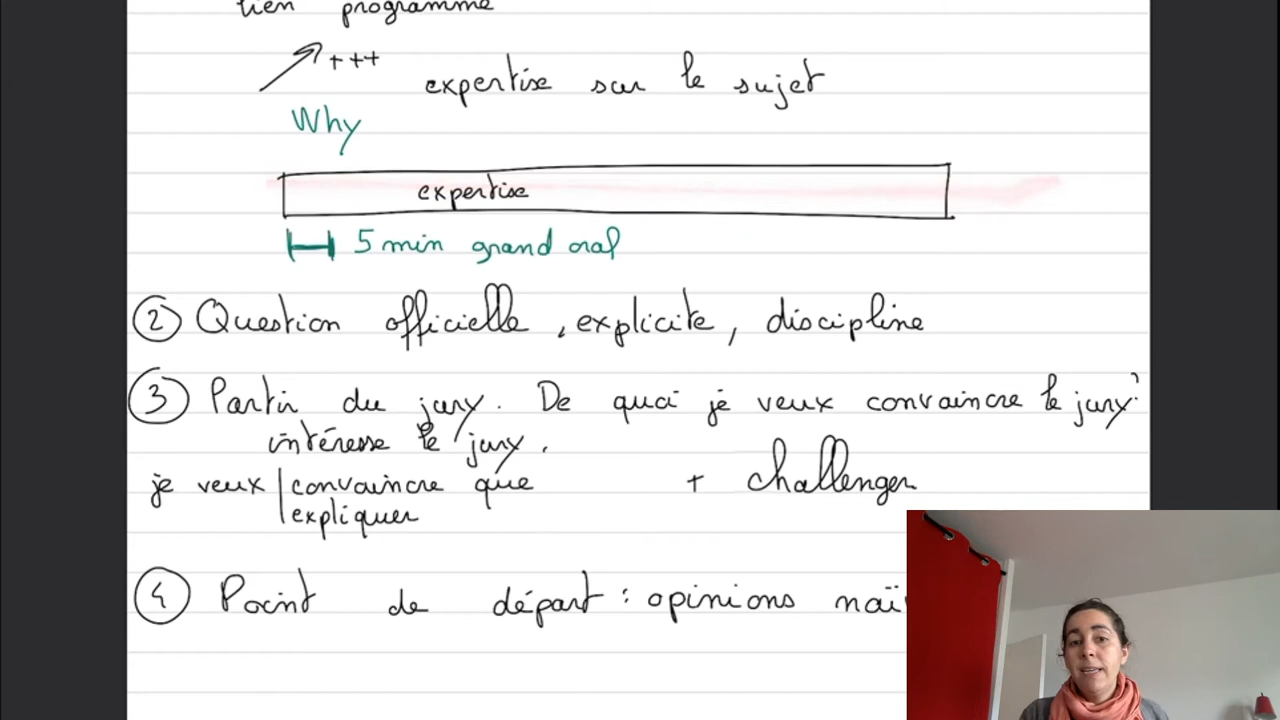 lien programme
+++ expertise sur le sujet
Why
expertise
5 min grand oral
② Question officielle, explicite, discipline
③ Partir du jury. De quoi je veux convaincre le jury?
intéresse le jury.
je veux convaincre que + challenger
expliquer
④ Point de départ : opinions naï